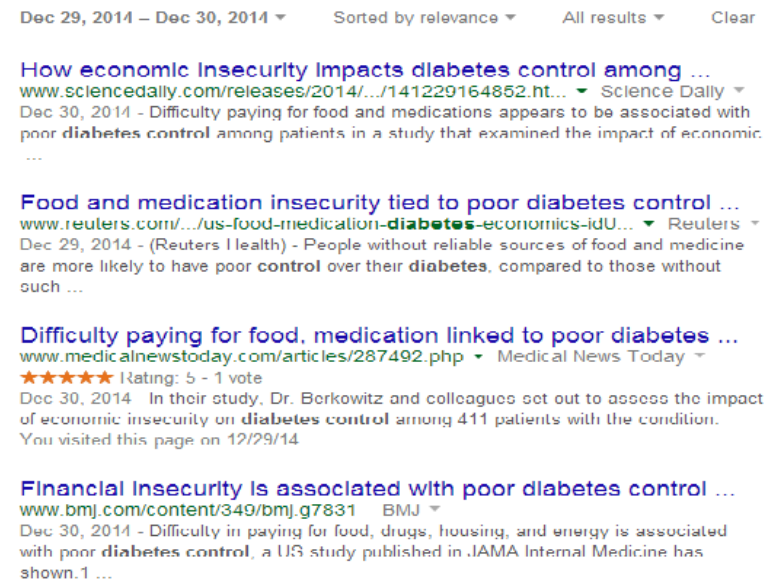 Dec 29, 2014 – Dec 30, 2014 Sorted by relevance All results Clear
How economic insecurity impacts diabetes control among ...
www.sciencedaily.com/releases/2014/.../141229164852.ht... Science Daily
Dec 30, 2014 - Difficulty paying for food and medications appears to be associated with
poor diabetes control among patients in a study that examined the impact of economic
...
Food and medication insecurity tied to poor diabetes control ...
www.reuters.com/.../us-food-medication-diabetes-economics-idU... Reuters
Dec 29, 2014 - (Reuters Health) - People without reliable sources of food and medicine
are more likely to have poor control over their diabetes, compared to those without
such ...
Difficulty paying for food, medication linked to poor diabetes ...
www.medicalnewstoday.com/articles/287492.php Medical News Today
Rating: 5 - 1 vote
Dec 30, 2014 - In their study, Dr. Berkowitz and colleagues set out to assess the impact
of economic insecurity on diabetes control among 411 patients with the condition.
You visited this page on 12/29/14
Financial insecurity is associated with poor diabetes control ...
www.bmj.com/content/349/bmj.g7831 BMJ
Dec 30, 2014 - Difficulty in paying for food, drugs, housing, and energy is associated
with poor diabetes control, a US study published in JAMA Internal Medicine has
shown.1 ...